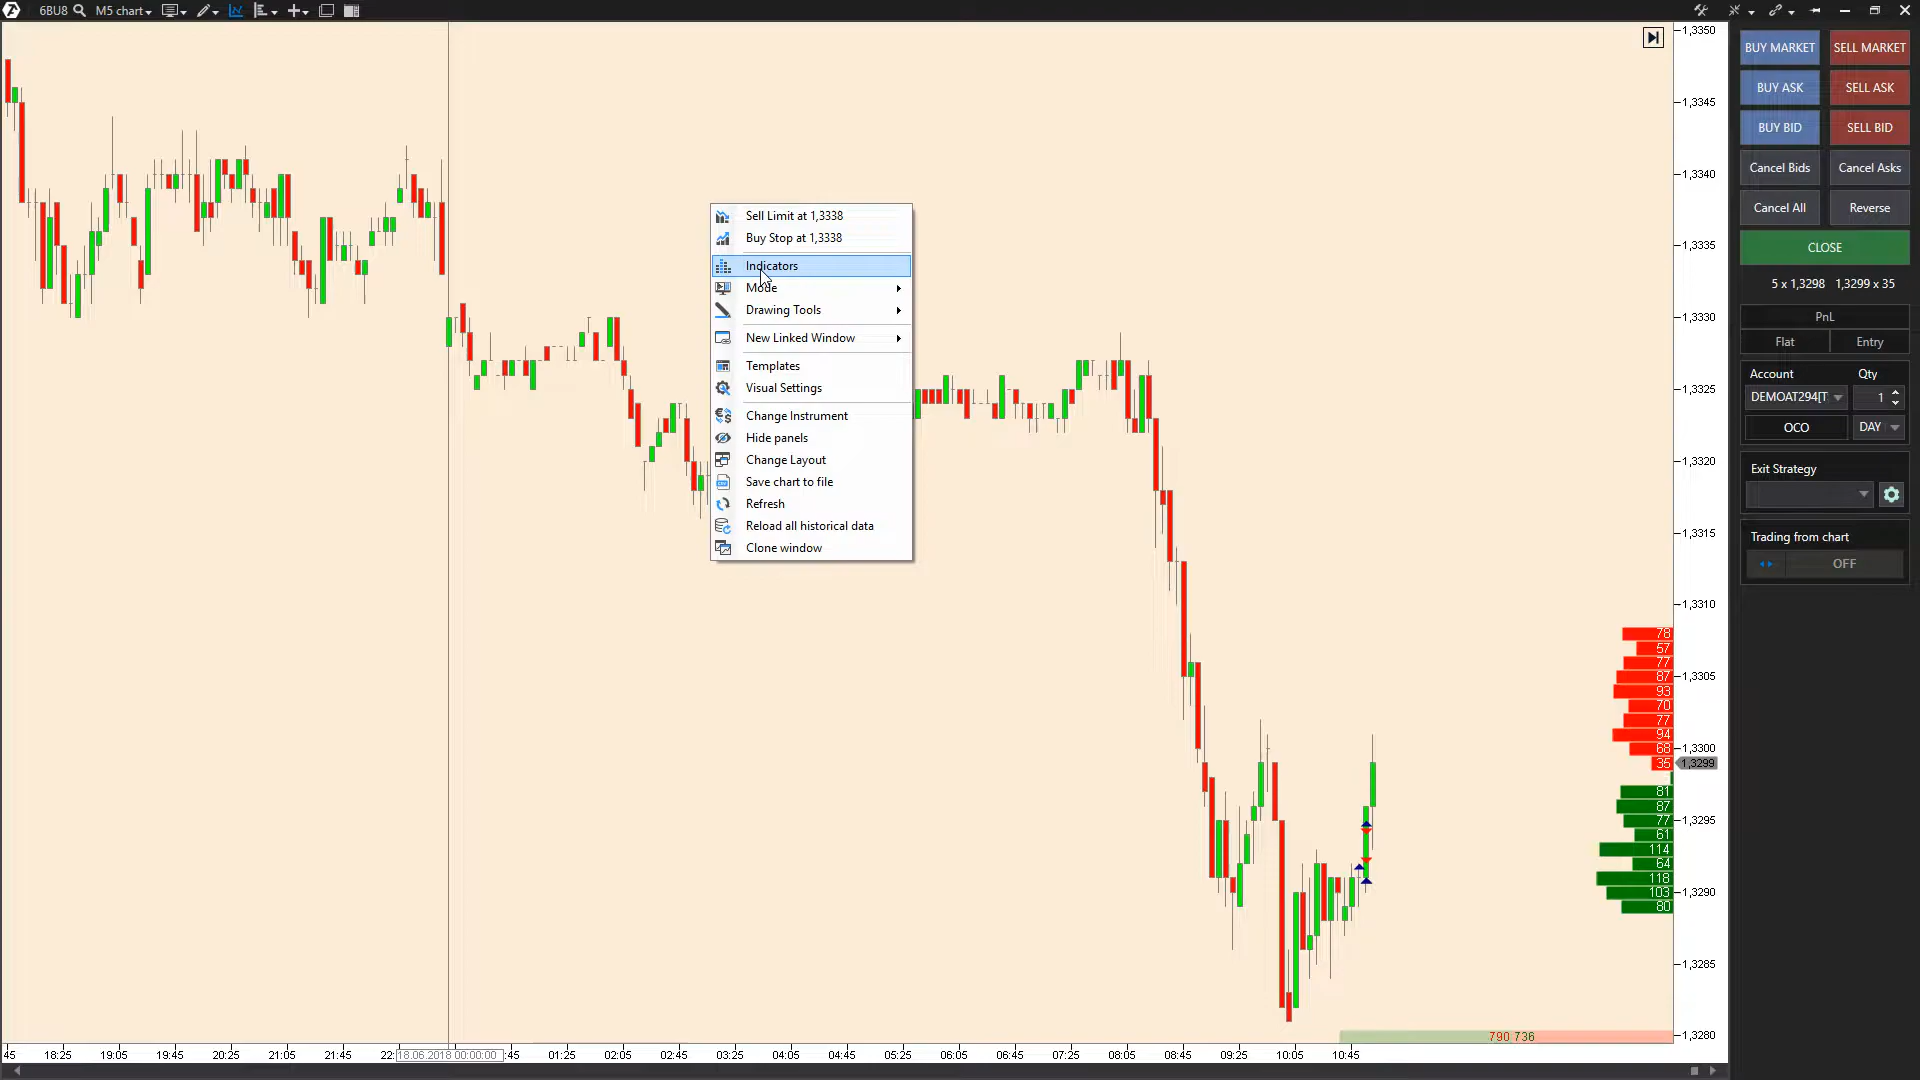 6BU8 M5 chart
BUY MARKET SELL MARKET
BUY ASK SELL ASK
BUY BID SELL BID
Cancel Bids Cancel Asks
Cancel All Reverse
CLOSE
5 x 1,3298 1,3299 x 35
PnL
Flat Entry
Account Qty
DEMOAT294[T 1
OCO DAY
Exit Strategy
Trading from chart
OFF
Sell Limit at 1,3338
Buy Stop at 1,3338
Indicators
Mode
Drawing Tools
New Linked Window
Templates
Visual Settings
Change Instrument
Hide panels
Change Layout
Save chart to file
Refresh
Reload all historical data
Clone window
1,3350
1,3345
1,3340
1,3335
1,3330
1,3325
1,3320
1,3315
1,3310
1,3305
1,3300
1,3299
1,3295
1,3290
1,3285
1,3280
78
57
77
87
93
70
77
94
68
35
81
87
77
61
114
64
118
103
80
790 736
45 18:25 19:05 19:45 20:25 21:05 21:45 22: 18.06.2018 00:00:00 :45 01:25 02:05 02:45 03:25 04:05 04:45 05:25 06:05 06:45 07:25 08:05 08:45 09:25 10:05 10:45